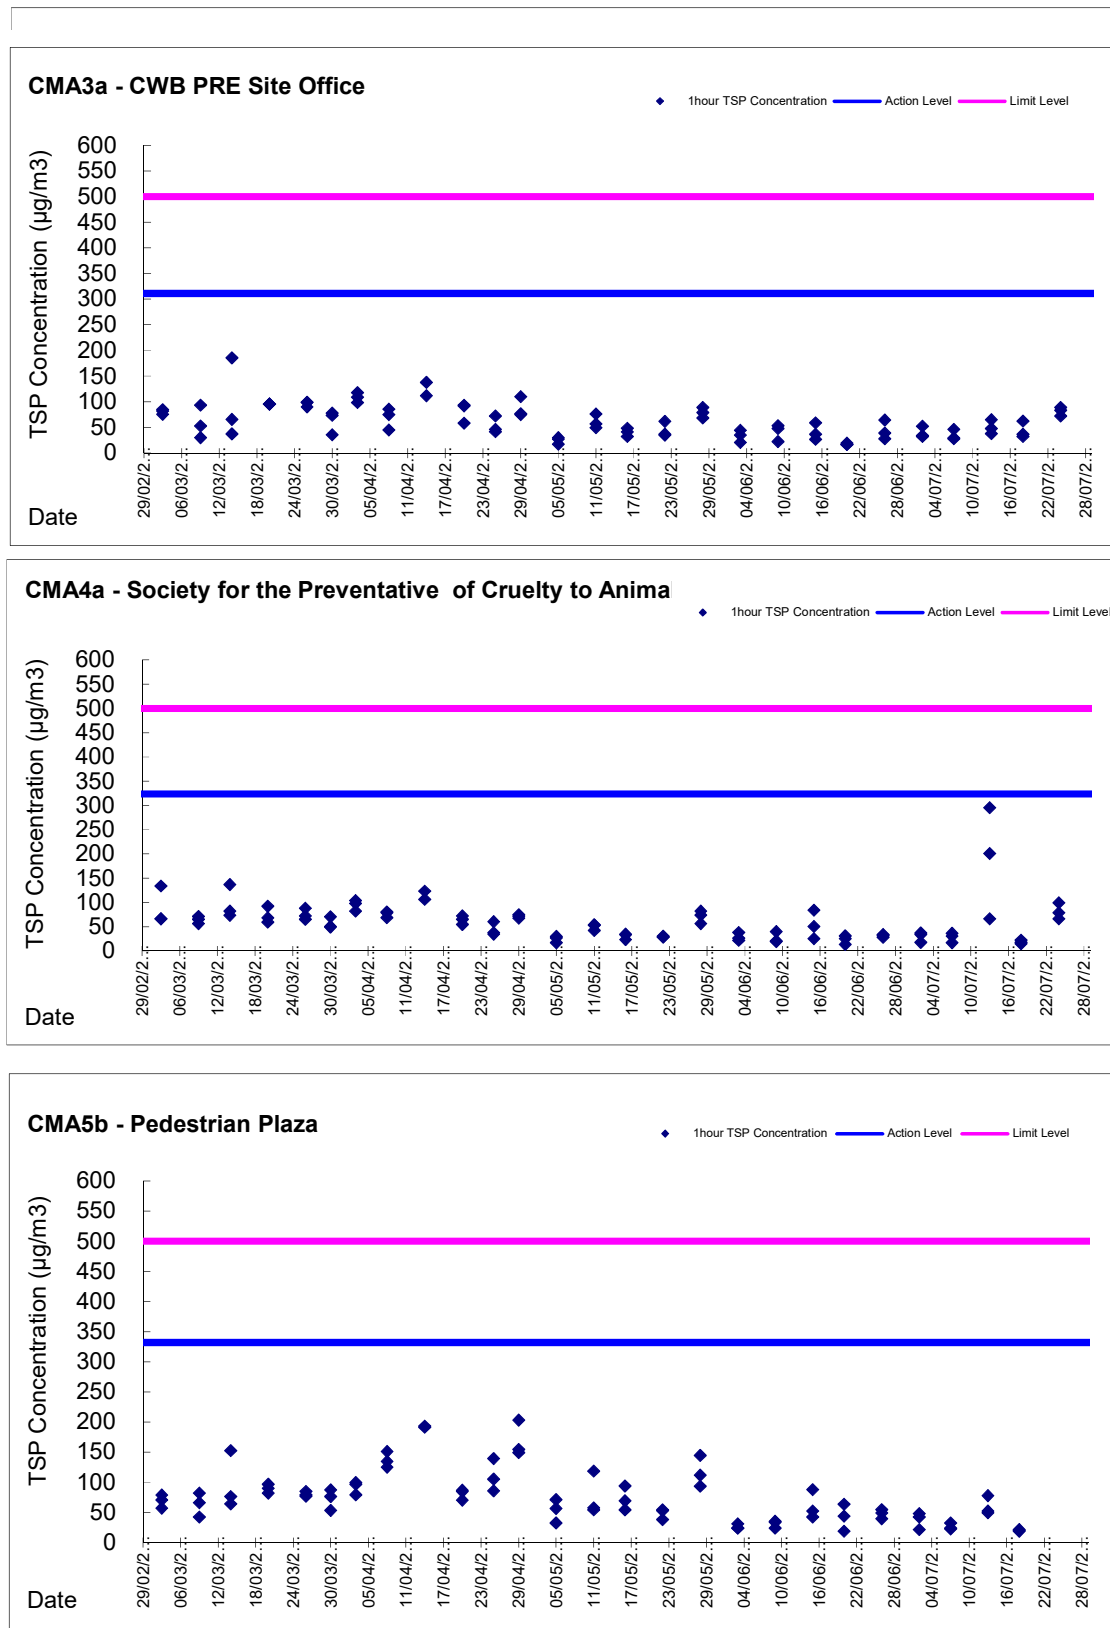 CMA3a - CWB PRE Site Office
1hour TSP Concentration Action Level Limit Level
TSP Concentration (µg/m3)
600
550
500
450
400
350
300
250
200
150
100
50
0
29/02/2... 06/03/2... 12/03/2... 18/03/2... 24/03/2... 30/03/2... 05/04/2... 11/04/2... 17/04/2... 23/04/2... 29/04/2... 05/05/2... 11/05/2... 17/05/2... 23/05/2... 29/05/2... 04/06/2... 10/06/2... 16/06/2... 22/06/2... 28/06/2... 04/07/2... 10/07/2... 16/07/2... 22/07/2... 28/07/2...
Date
CMA4a - Society for the Preventative of Cruelty to Anima
1hour TSP Concentration Action Level Limit Level
TSP Concentration (µg/m3)
600
550
500
450
400
350
300
250
200
150
100
50
0
29/02/2... 06/03/2... 12/03/2... 18/03/2... 24/03/2... 30/03/2... 05/04/2... 11/04/2... 17/04/2... 23/04/2... 29/04/2... 05/05/2... 11/05/2... 17/05/2... 23/05/2... 29/05/2... 04/06/2... 10/06/2... 16/06/2... 22/06/2... 28/06/2... 04/07/2... 10/07/2... 16/07/2... 22/07/2... 28/07/2...
Date
CMA5b - Pedestrian Plaza
1hour TSP Concentration Action Level Limit Level
TSP Concentration (µg/m3)
600
550
500
450
400
350
300
250
200
150
100
50
0
29/02/2... 06/03/2... 12/03/2... 18/03/2... 24/03/2... 30/03/2... 05/04/2... 11/04/2... 17/04/2... 23/04/2... 29/04/2... 05/05/2... 11/05/2... 17/05/2... 23/05/2... 29/05/2... 04/06/2... 10/06/2... 16/06/2... 22/06/2... 28/06/2... 04/07/2... 10/07/2... 16/07/2... 22/07/2... 28/07/2...
Date